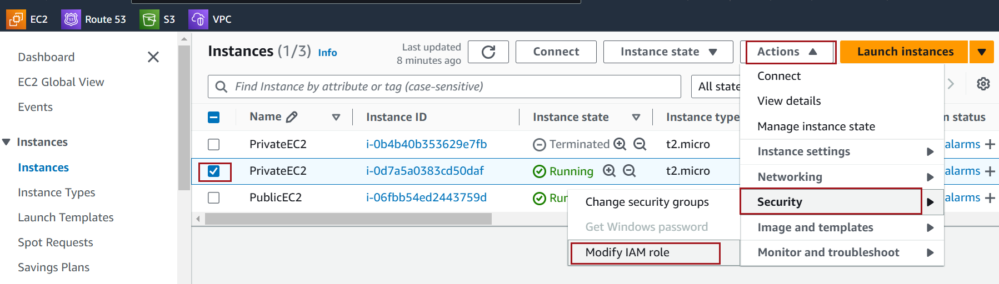 EC2 Route 53 S3 VPC
Dashboard
EC2 Global View
Events
Instances
Instances
Instance Types
Launch Templates
Spot Requests
Savings Plans
Instances (1/3) Info
Last updated
8 minutes ago
Connect
Instance state
Actions
Launch instances
Find Instance by attribute or tag (case-sensitive)
All state
Name Instance ID Instance state Instance type n status
PrivateEC2 i-0b4b40b353629e7fb Terminated t2.micro alarms
PrivateEC2 i-0d7a5a0383cd50daf Running t2.micro alarms
PublicEC2 i-06fbb54ed2443759d Run alarms
Connect
View details
Manage instance state
Instance settings
Networking
Security
Image and templates
Monitor and troubleshoot
Change security groups
Get Windows password
Modify IAM role